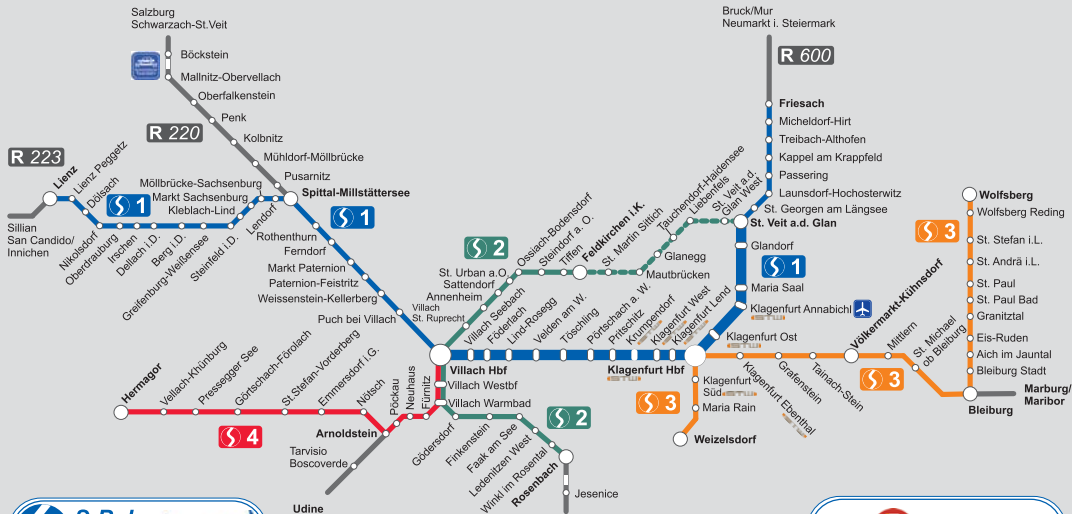 Salzburg
Schwarzach-St.Veit
Böckstein
Mallnitz-Obervellach
Oberfalkenstein
Penk
R 220
Kolbnitz
Mühldorf-Möllbrücke
Pusarnitz
Spittal-Millstättersee
R 223
Lienz
Lienz Peggetz
Dölsach
Sillian
San Candido/
Innichen
Nikolsdorf
Oberdrauburg
Irschen
Dellach i.D.
Berg i.D.
Greifenburg-Weißensee
Steinfeld i.D.
Kleblach-Lind
Lendorf
Markt Sachsenburg
Möllbrücke-Sachsenburg
S 1
S 1
Rothenthurn
Ferndorf
Markt Paternion
Paternion-Feistritz
Weissenstein-Kellerberg
Puch bei Villach
Villach Hbf
Villach
St. Ruprecht
Annenheim
Sattendorf
St. Urban a.O.
S 2
Ossiach-Bodensdorf
Steindorf a. O.
Tiffen
Feldkirchen i.K.
St. Martin Sittich
Mautbrücken
Glanegg
Tauchendorf-Haidensee
Liebenfels
St. Veit a.d.
Glan West
St. Veit a.d. Glan
Bruck/Mur
Neumarkt i. Steiermark
R 600
Friesach
Micheldorf-Hirt
Treibach-Althofen
Kappel am Krappfeld
Passering
Launsdorf-Hochosterwitz
St. Georgen am Längsee
Glandorf
S 1
Maria Saal
Klagenfurt Annabichl
Klagenfurt Ost
Villach Seebach
Föderlach
Lind-Rosegg
Velden am W.
Töschling
Pörtschach a. W.
Pritschitz
Krumpendorf
Klagenfurt West
Klagenfurt Lend
Klagenfurt Hbf
Klagenfurt
Süd
Maria Rain
Weizelsdorf
S 3
Klagenfurt Ebenthal
Grafenstein
Tainach-Stein
Völkermarkt-Kühnsdorf
Mittlern
St. Michael
ob Bleiburg
S 3
Bleiburg
Marburg/
Maribor
Wolfsberg
Wolfsberg Reding
S 3
St. Stefan i.L.
St. Andrä i.L.
St. Paul
St. Paul Bad
Granitztal
Eis-Ruden
Aich im Jauntal
Bleiburg Stadt
Villach Westbf
Villach Warmbad
Fürnitz
Neuhaus
Pöckau
Arnoldstein
Nötsch
Emmersdorf i.G.
St.Stefan-Vorderberg
Görtschach-Förolach
Pressegger See
Vellach-Khünburg
Hermagor
S 4
Tarvisio
Boscoverde
Udine
Gödersdorf
Finkenstein
Faak am See
Ledenitzen West
Winkl im Rosental
Rosenbach
S 2
Jesenice